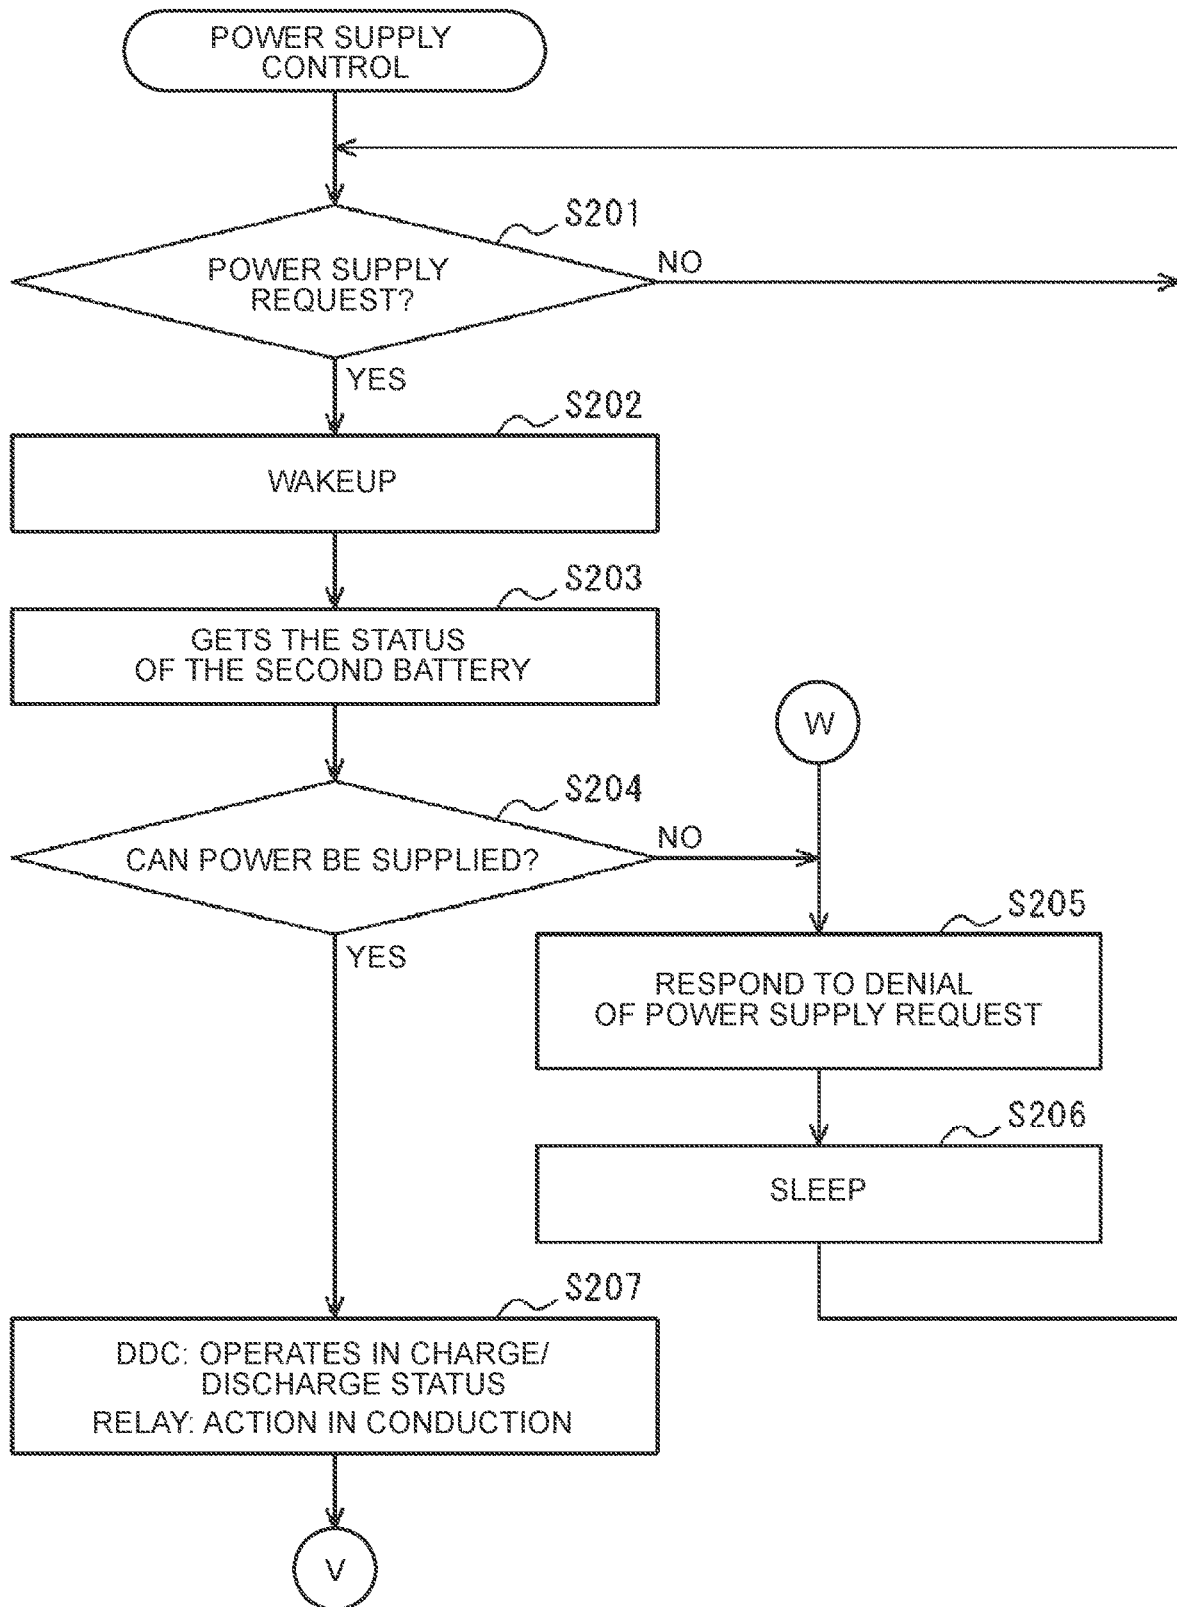 POWER SUPPLY
CONTROL
S201
POWER SUPPLY
REQUEST?
NO
YES
S202
WAKEUP
S203
GETS THE STATUS
OF THE SECOND BATTERY
W
S204
CAN POWER BE SUPPLIED?
NO
YES
S205
RESPOND TO DENIAL
OF POWER SUPPLY REQUEST
S206
SLEEP
S207
DDC: OPERATES IN CHARGE/
DISCHARGE STATUS
RELAY: ACTION IN CONDUCTION
V